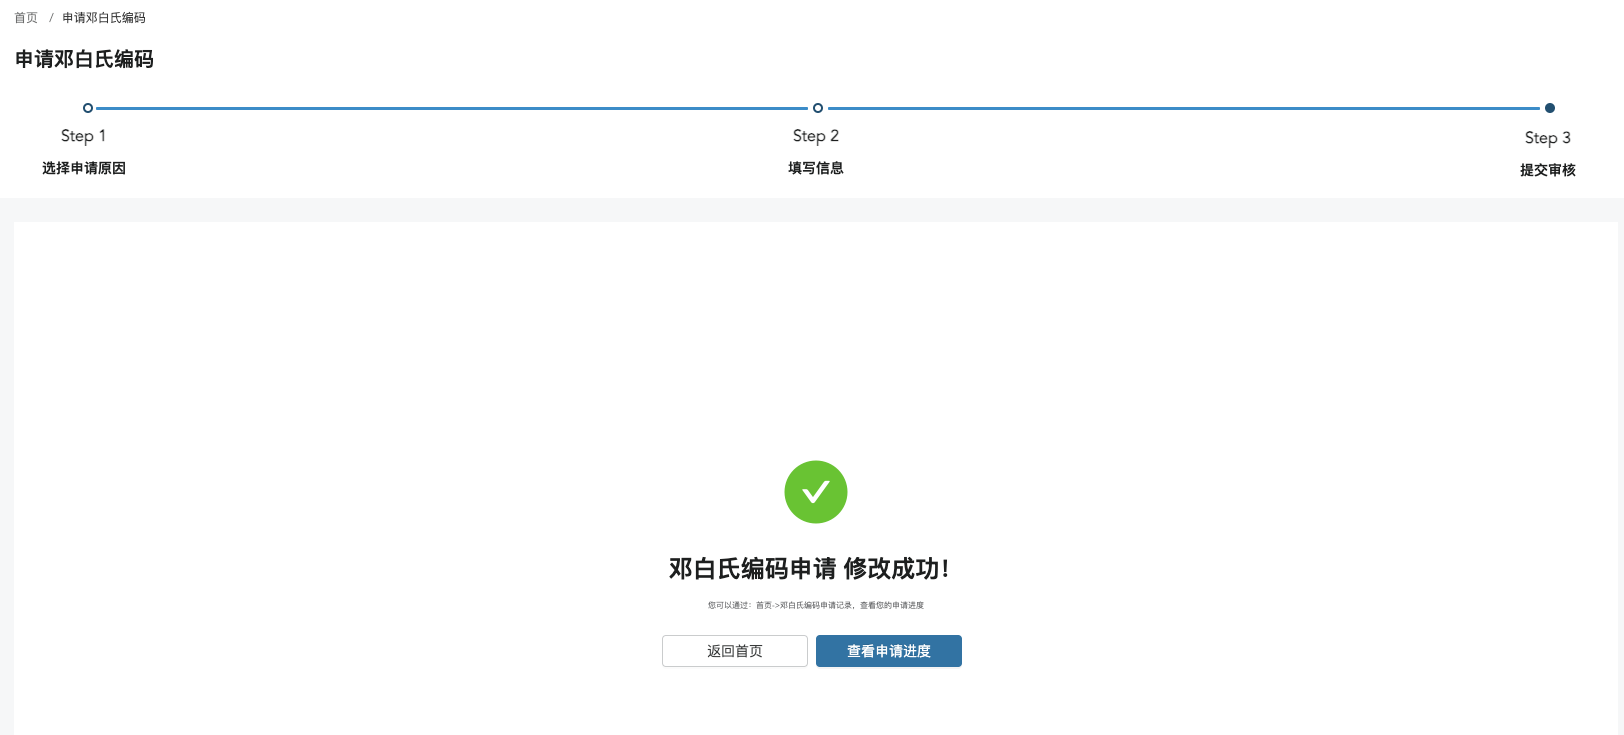 首页 / 申请邓白氏编码
申请邓白氏编码
Step 1
Step 2
Step 3
选择申请原因
填写信息
提交审核
邓白氏编码申请 修改成功！
您可以通过：首页->邓白氏编码申请记录，查看您的申请进度
返回首页
查看申请进度